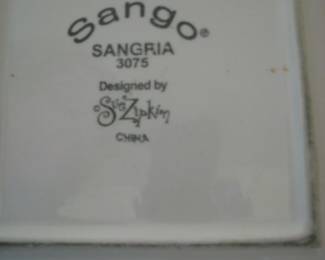 Sango®
SANGRIA
3075
Designed by
Sue Zipkin
CHINA